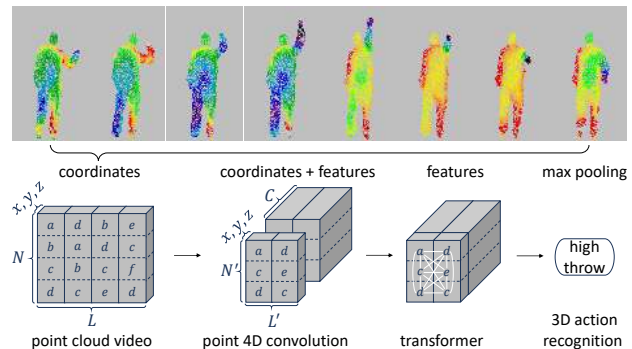 coordinates coordinates + features features max pooling
x, y, z C
x, y, z
a d b e
b a d c
c b c f
d c e d
N
L
a d
c e
d c
N′
L′
a d
c e
d c
high
throw
point cloud video point 4D convolution transformer 3D action
recognition